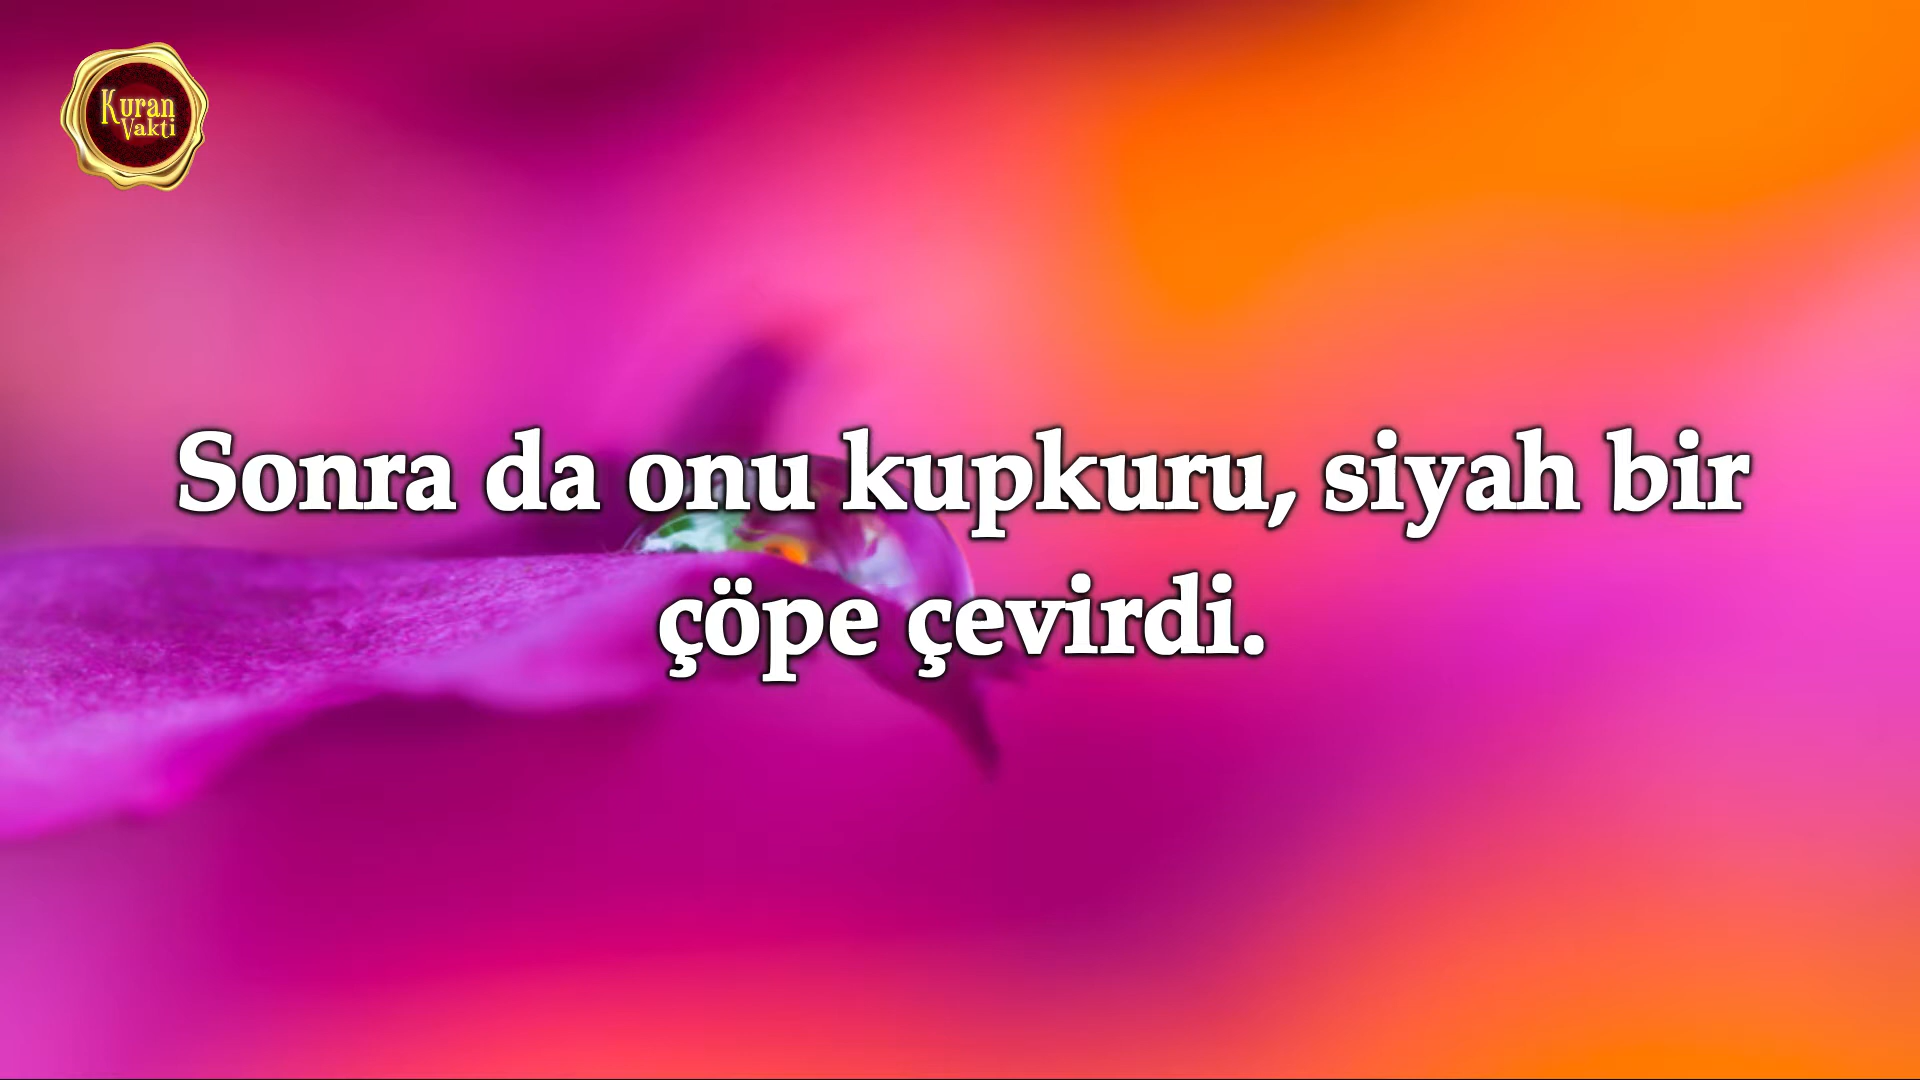 Kuran
Vakti
Sonra da onu kupkuru, siyah bir
çöpe çevirdi.